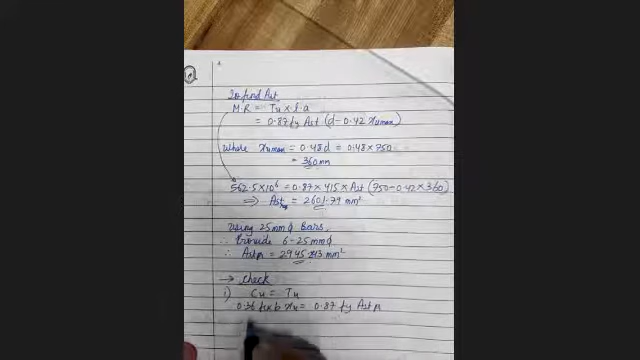 To find Ast
M.R = Tu × l.a
= 0.87 fy Ast (d - 0.42 xumax)
Where xumax = 0.48d = 0.48×750
= 360mm
562.5×10⁶ = 0.87 × 415 × Ast (750-0.42×360)
⇒ Ast = 2601.79 mm²
Using 25mm ϕ Bars,
∴ Provide 6-25mmϕ
∴ Astp = 2945.243 mm²
→ Check
i) Cu = Tu
0.36 fck b xu = 0.87 fy Astp